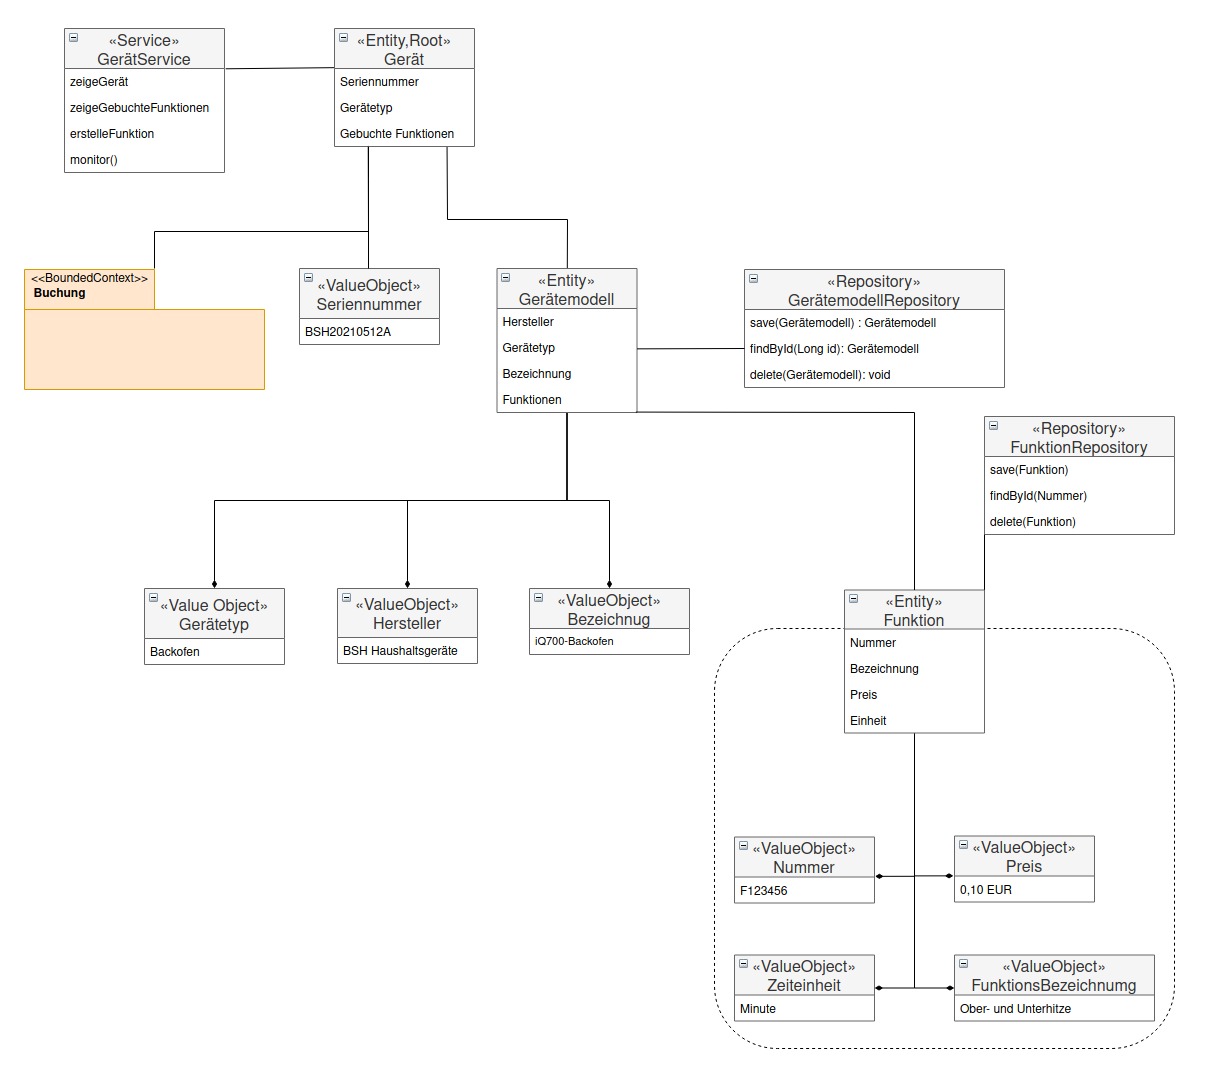 «Service»
GerätService
zeigeGerät
zeigeGebuchteFunktionen
erstelleFunktion
monitor()
«Entity,Root»
Gerät
Seriennummer
Gerätetyp
Gebuchte Funktionen
<<BoundedContext>>
Buchung
«ValueObject»
Seriennummer
BSH20210512A
«Entity»
Gerätemodell
Hersteller
Gerätetyp
Bezeichnung
Funktionen
«Repository»
GerätemodellRepository
save(Gerätemodell) : Gerätemodell
findById(Long id): Gerätemodell
delete(Gerätemodell): void
«Repository»
FunktionRepository
save(Funktion)
findById(Nummer)
delete(Funktion)
«Value Object»
Gerätetyp
Backofen
«ValueObject»
Hersteller
BSH Haushaltsgeräte
«ValueObject»
Bezeichnug
iQ700-Backofen
«Entity»
Funktion
Nummer
Bezeichnung
Preis
Einheit
«ValueObject»
Nummer
F123456
«ValueObject»
Preis
0,10 EUR
«ValueObject»
Zeiteinheit
Minute
«ValueObject»
FunktionsBezeichnumg
Ober- und Unterhitze